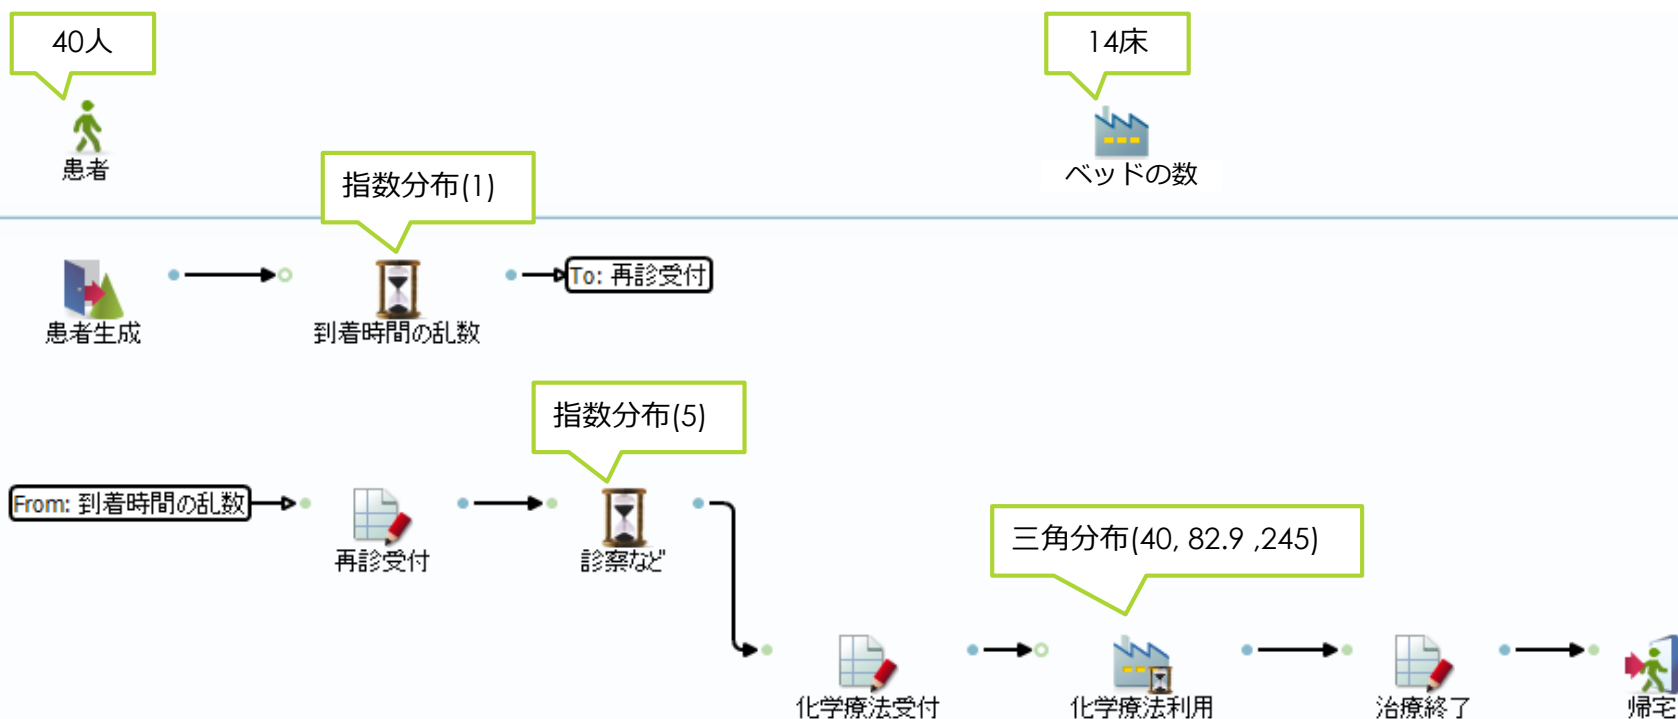 40人
14床
患者
ベッドの数
指数分布(1)
患者生成
到着時間の乱数
To: 再診受付
指数分布(5)
From: 到着時間の乱数
再診受付
診察など
三角分布(40, 82.9 ,245)
化学療法受付
化学療法利用
治療終了
帰宅